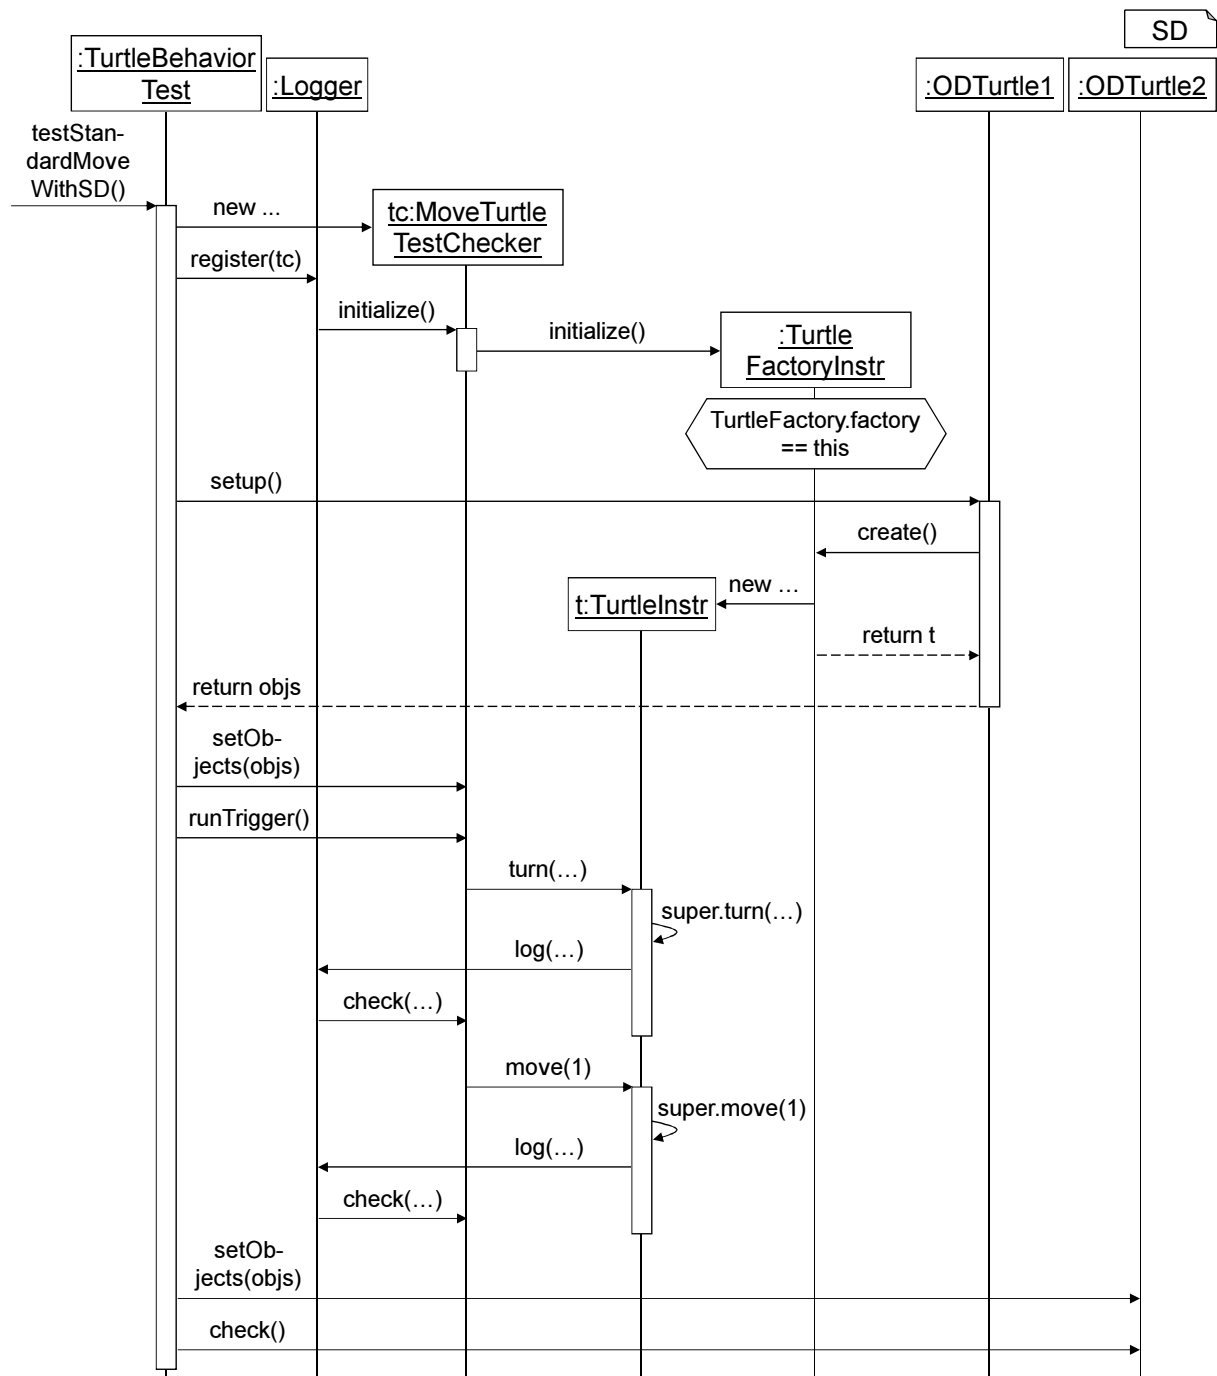 SD
:TurtleBehavior
Test
:Logger
:ODTurtle1
:ODTurtle2
testStan-
dardMove
WithSD()
new ...
tc:MoveTurtle
TestChecker
register(tc)
initialize()
initialize()
:Turtle
FactoryInstr
TurtleFactory.factory
== this
setup()
create()
new ...
t:TurtleInstr
return t
return objs
setOb-
jects(objs)
runTrigger()
turn(...)
super.turn(...)
log(...)
check(...)
move(1)
super.move(1)
log(...)
check(...)
setOb-
jects(objs)
check()